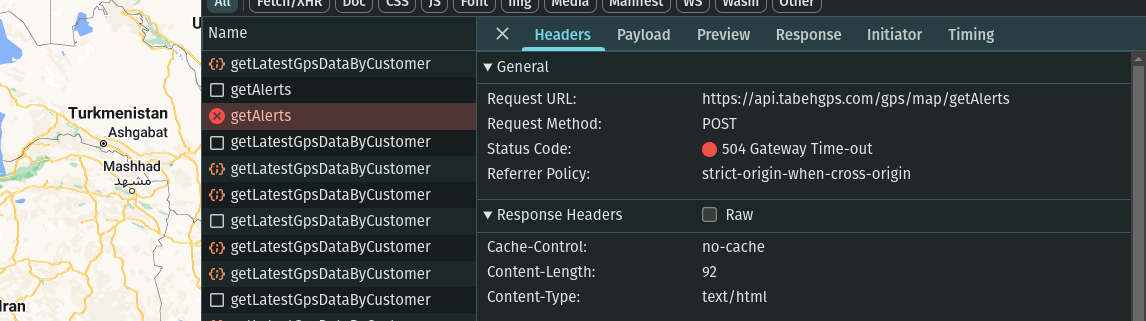 All Fetch/XHR Doc CSS JS Font Img Media Manifest WS Wasm Other
Name
Headers Payload Preview Response Initiator Timing
getLatestGpsDataByCustomer
getAlerts
getAlerts
getLatestGpsDataByCustomer
getLatestGpsDataByCustomer
getLatestGpsDataByCustomer
getLatestGpsDataByCustomer
getLatestGpsDataByCustomer
getLatestGpsDataByCustomer
getLatestGpsDataByCustomer
General
Request URL: https://api.tabehgps.com/gps/map/getAlerts
Request Method: POST
Status Code: 504 Gateway Time-out
Referrer Policy: strict-origin-when-cross-origin
Response Headers Raw
Cache-Control: no-cache
Content-Length: 92
Content-Type: text/html
Turkmenistan
Ashgabat
Mashhad
مشهد
Iran